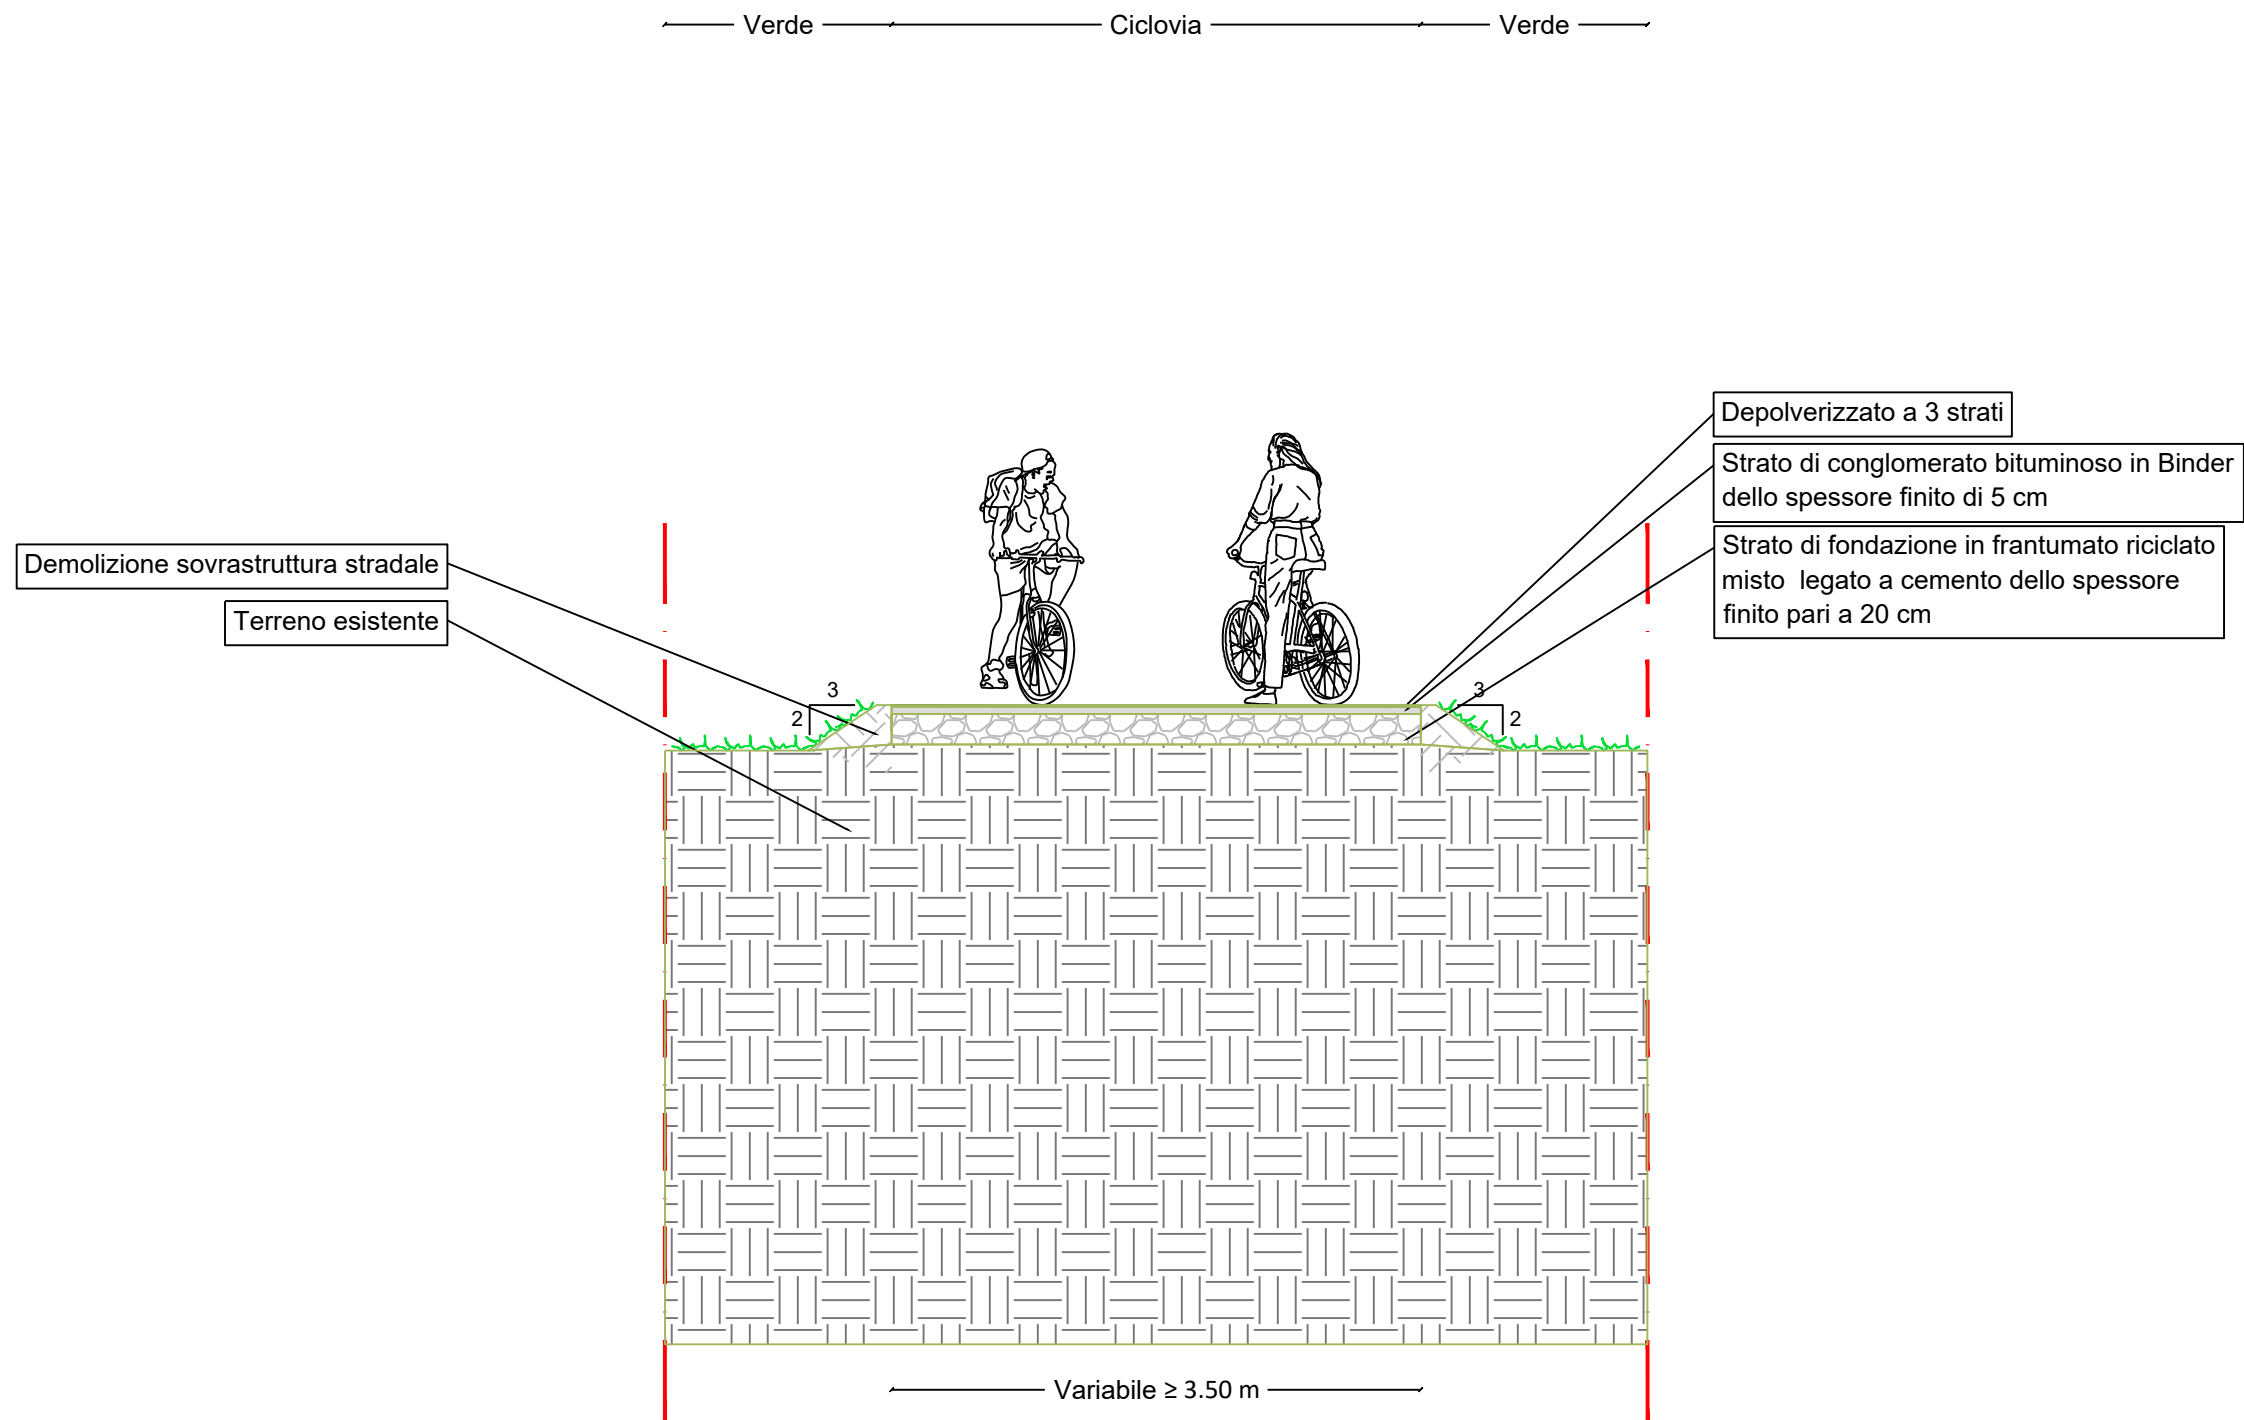 Verde
Ciclovia
Verde
Depolverizzato a 3 strati
Strato di conglomerato bituminoso in Binder
dello spessore finito di 5 cm
Strato di fondazione in frantumato riciclato
misto  legato a cemento dello spessore
finito pari a 20 cm
Demolizione sovrastruttura stradale
Terreno esistente
3
2
3
2
Variabile ≥ 3.50 m